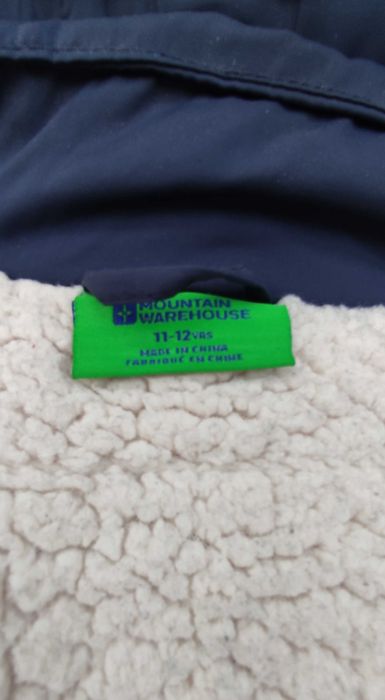 MOUNTAIN
WAREHOUSE
11-12YRS
MADE IN CHINA
FABRIQUÉ EN CHINE